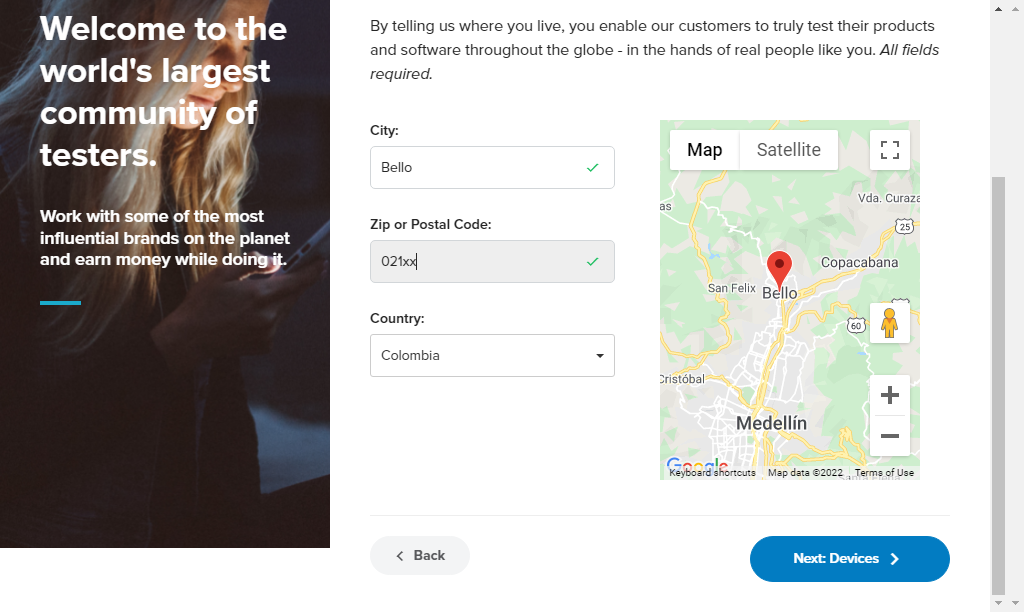 Welcome to the
world's largest
community of
testers.
Work with some of the most
influential brands on the planet
and earn money while doing it.
By telling us where you live, you enable our customers to truly test their products
and software throughout the globe - in the hands of real people like you. All fields
required.
City:
Bello
Zip or Postal Code:
021xx
Country:
Colombia
Map
Satellite
Vda. Curaza
as
25
Copacabana
San Felix
Bello
60
Cristóbal
Medellín
Google
Keyboard shortcuts
Map data ©2022
Terms of Use
Back
Next: Devices